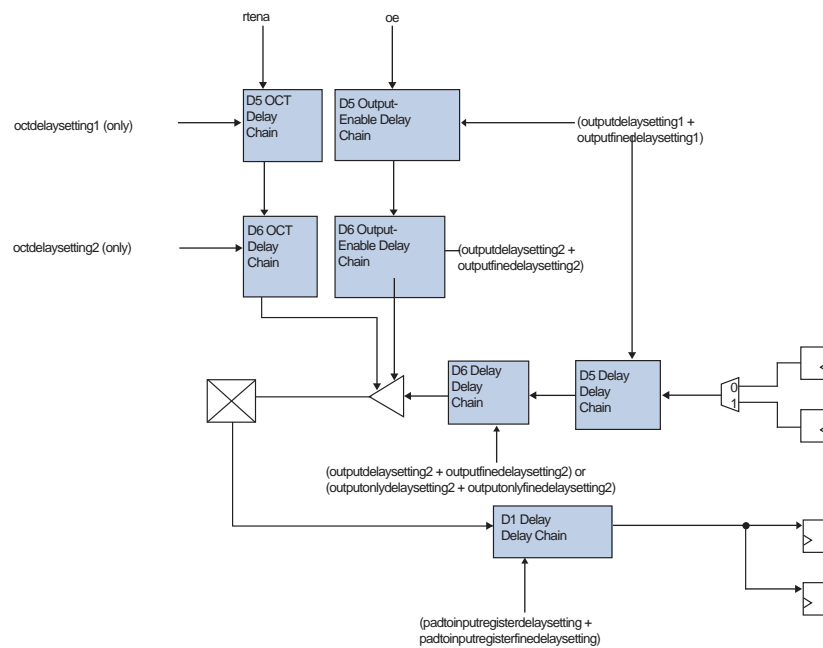 rtena
oe
D5 OCT
Delay
Chain
D5 Output-
Enable Delay
Chain
octdelaysetting1 (only)
(outputdelaysetting1 +
outputfinedelaysetting1)
D6 OCT
Delay
Chain
D6 Output-
Enable Delay
Chain
octdelaysetting2 (only)
(outputdelaysetting2 +
outputfinedelaysetting2)
D6 Delay
Delay
Chain
D5 Delay
Delay
Chain
0
1
(outputdelaysetting2 + outputfinedelaysetting2) or
(outputonlydelaysetting2 + outputonlyfinedelaysetting2)
D1 Delay
Delay Chain
(padtoinputregisterdelaysetting +
padtoinputregisterfinedelaysetting)